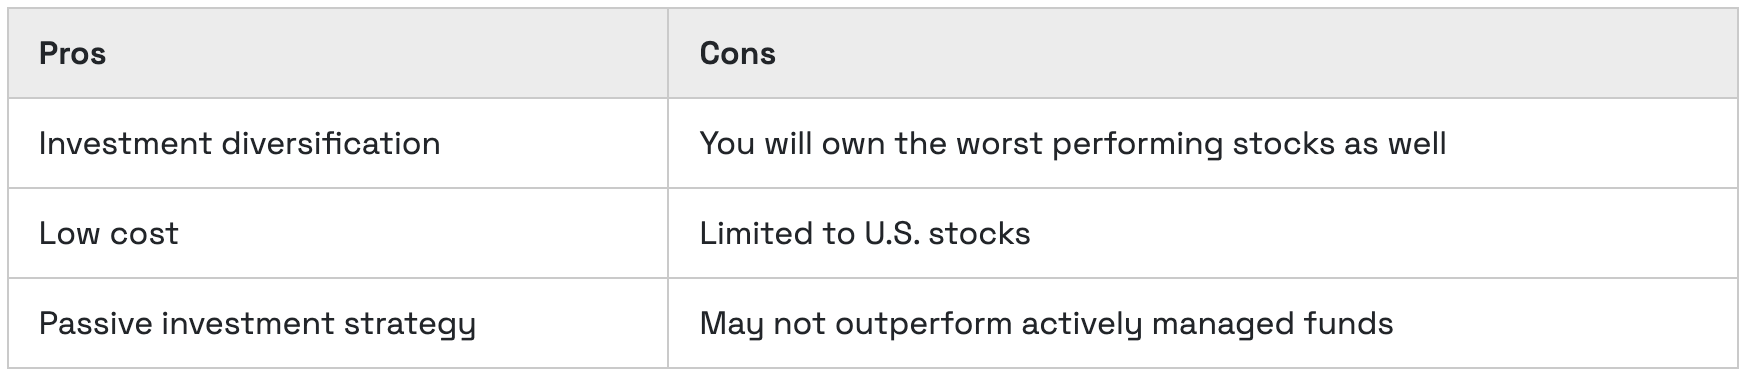 Pros
Cons
Investment diversification
You will own the worst performing stocks as well
Low cost
Limited to U.S. stocks
Passive investment strategy
May not outperform actively managed funds